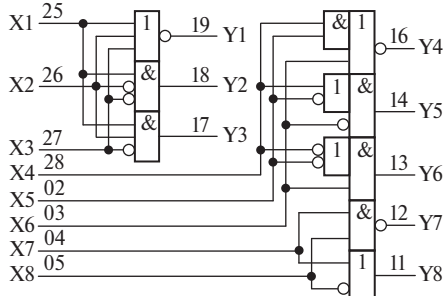 X1 25 1 19 Y1
X2 26 & 18 Y2
X3 27 & 17 Y3
X4 28
X5 02
X6 03
X7 04
X8 05
& 1 16 Y4
1 & 14 Y5
1 & 13 Y6
& 12 Y7
1 11 Y8